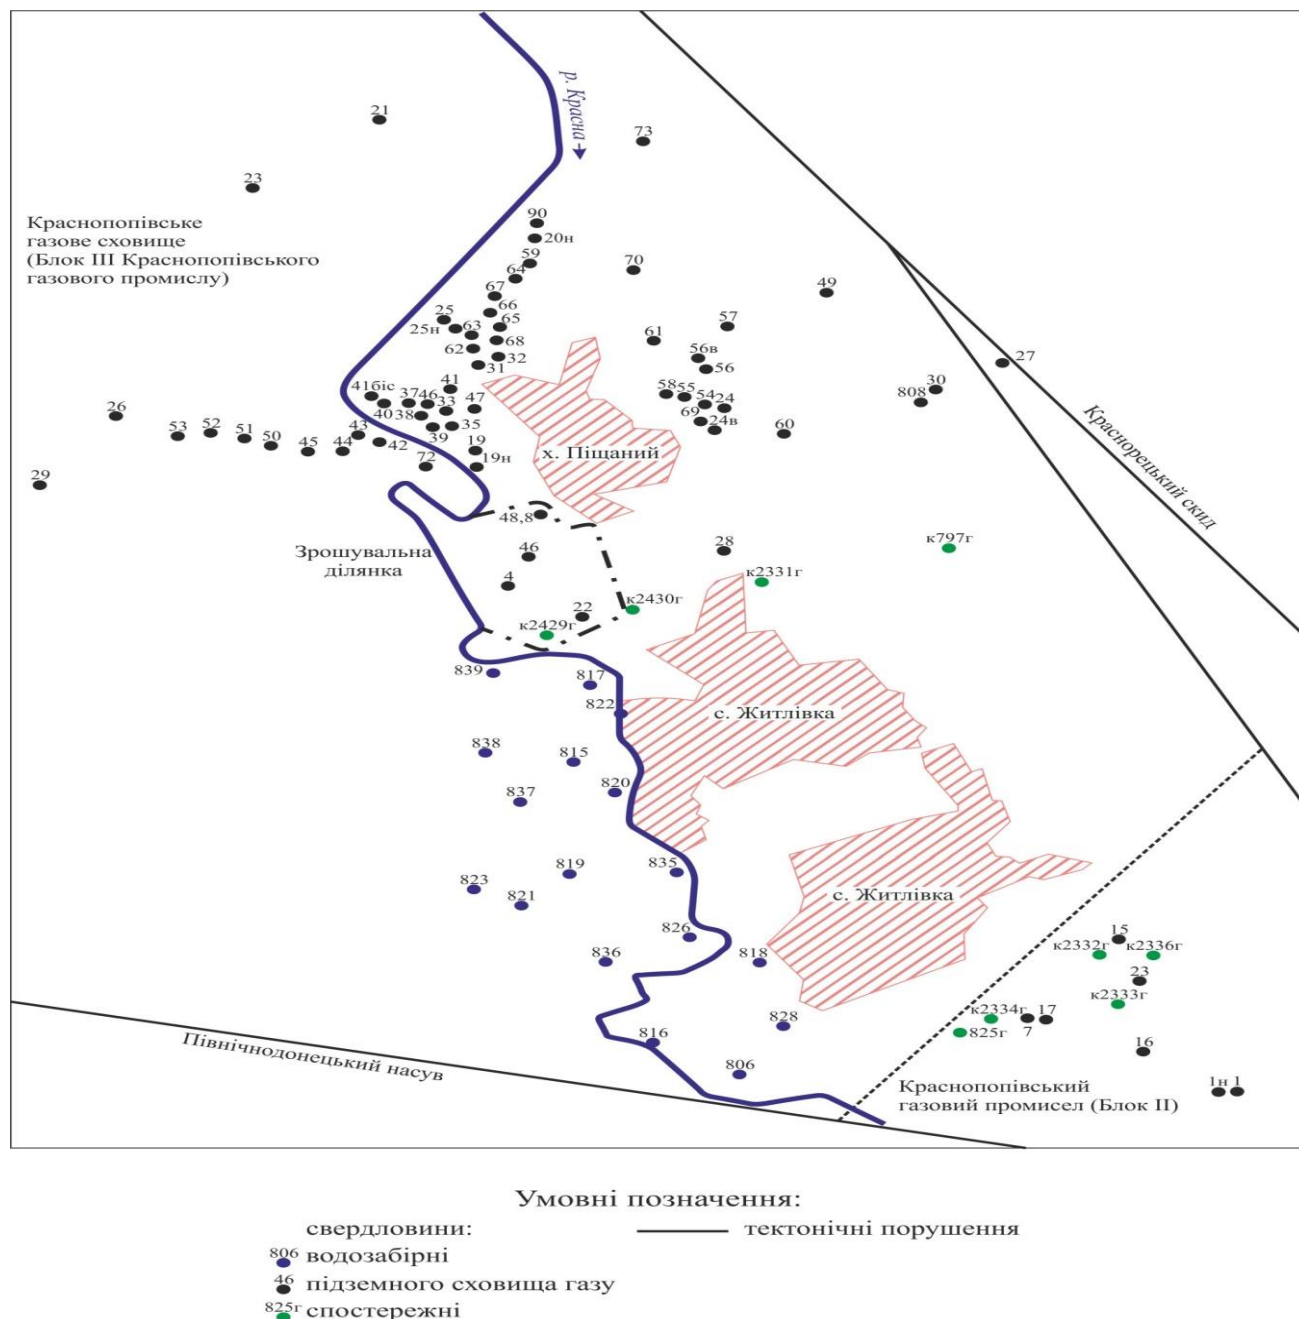 р. Красна
21
73
23
Краснопопівське
газове сховище
(Блок III Краснопопівського
газового промислу)
90
20н
59
64
70
67
49
66
25
65
57
25н
63
61
68
62
32
56в
27
31
56
41біс
37
46
41
47
58
55
54
24
30
808
26
40
38
33
69
24в
53
52
51
50
45
44
43
42
39
35
19
60
72
19н
х. Піщаний
29
Краснорецький скид
48,8
Зрошувальна
ділянка
46
28
к797г
4
к2331г
22
к2430г
к2429г
839
817
822
с. Житлівка
838
815
820
837
819
835
823
821
с. Житлівка
826
15
836
818
к2332г
к2336г
23
к2333г
828
к2334г
17
816
825г
7
16
Північнодонецький насув
806
Краснопопівський
газовий промисел (Блок II)
1н
1
Умовні позначення:
свердловини:
тектонічні порушення
806 водозабірні
46 підземного сховища газу
825г спостережні